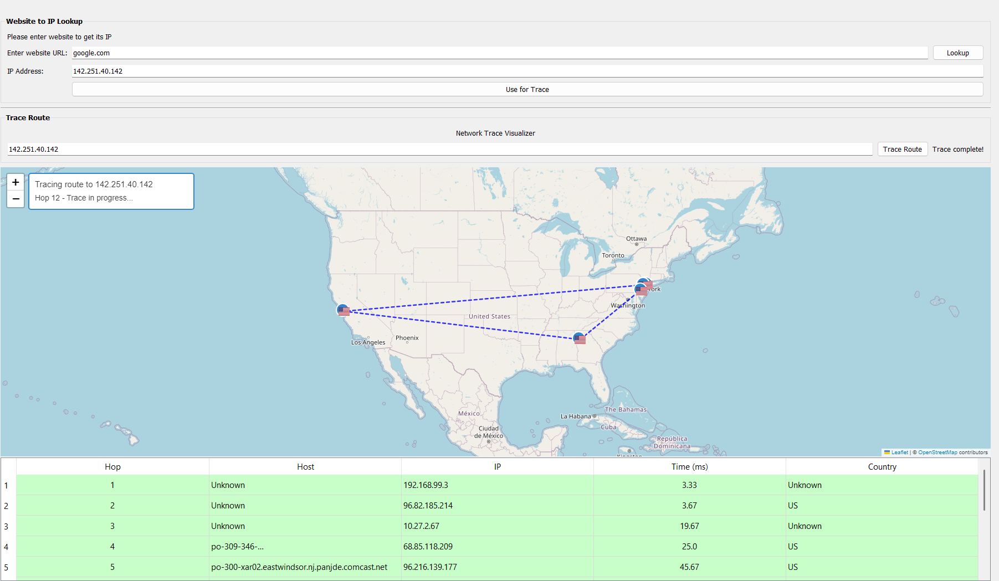 Website to IP Lookup
Please enter website to get its IP
Enter website URL: google.com Lookup
IP Address: 142.251.40.142
Use for Trace
Trace Route
Network Trace Visualizer
142.251.40.142 Trace Route Trace complete!
+
−
Tracing route to 142.251.40.142
Hop 12 - Trace in progress...
Ottawa
Toronto
Washington
United States
Phoenix
Los Angeles
México
Ciudad
de México
La Habana
The Bahamas
Cuba
República
Dominicana
Leaflet | © OpenStreetMap contributors
Hop Host IP Time (ms) Country
1 1 Unknown 192.168.99.3 3.33 Unknown
2 2 Unknown 96.82.185.214 3.67 US
3 3 Unknown 10.27.2.67 19.67 Unknown
4 4 po-309-346-... 68.85.118.209 25.0 US
5 5 po-300-xar02.eastwindsor.nj.panjde.comcast.net 96.216.139.177 45.67 US